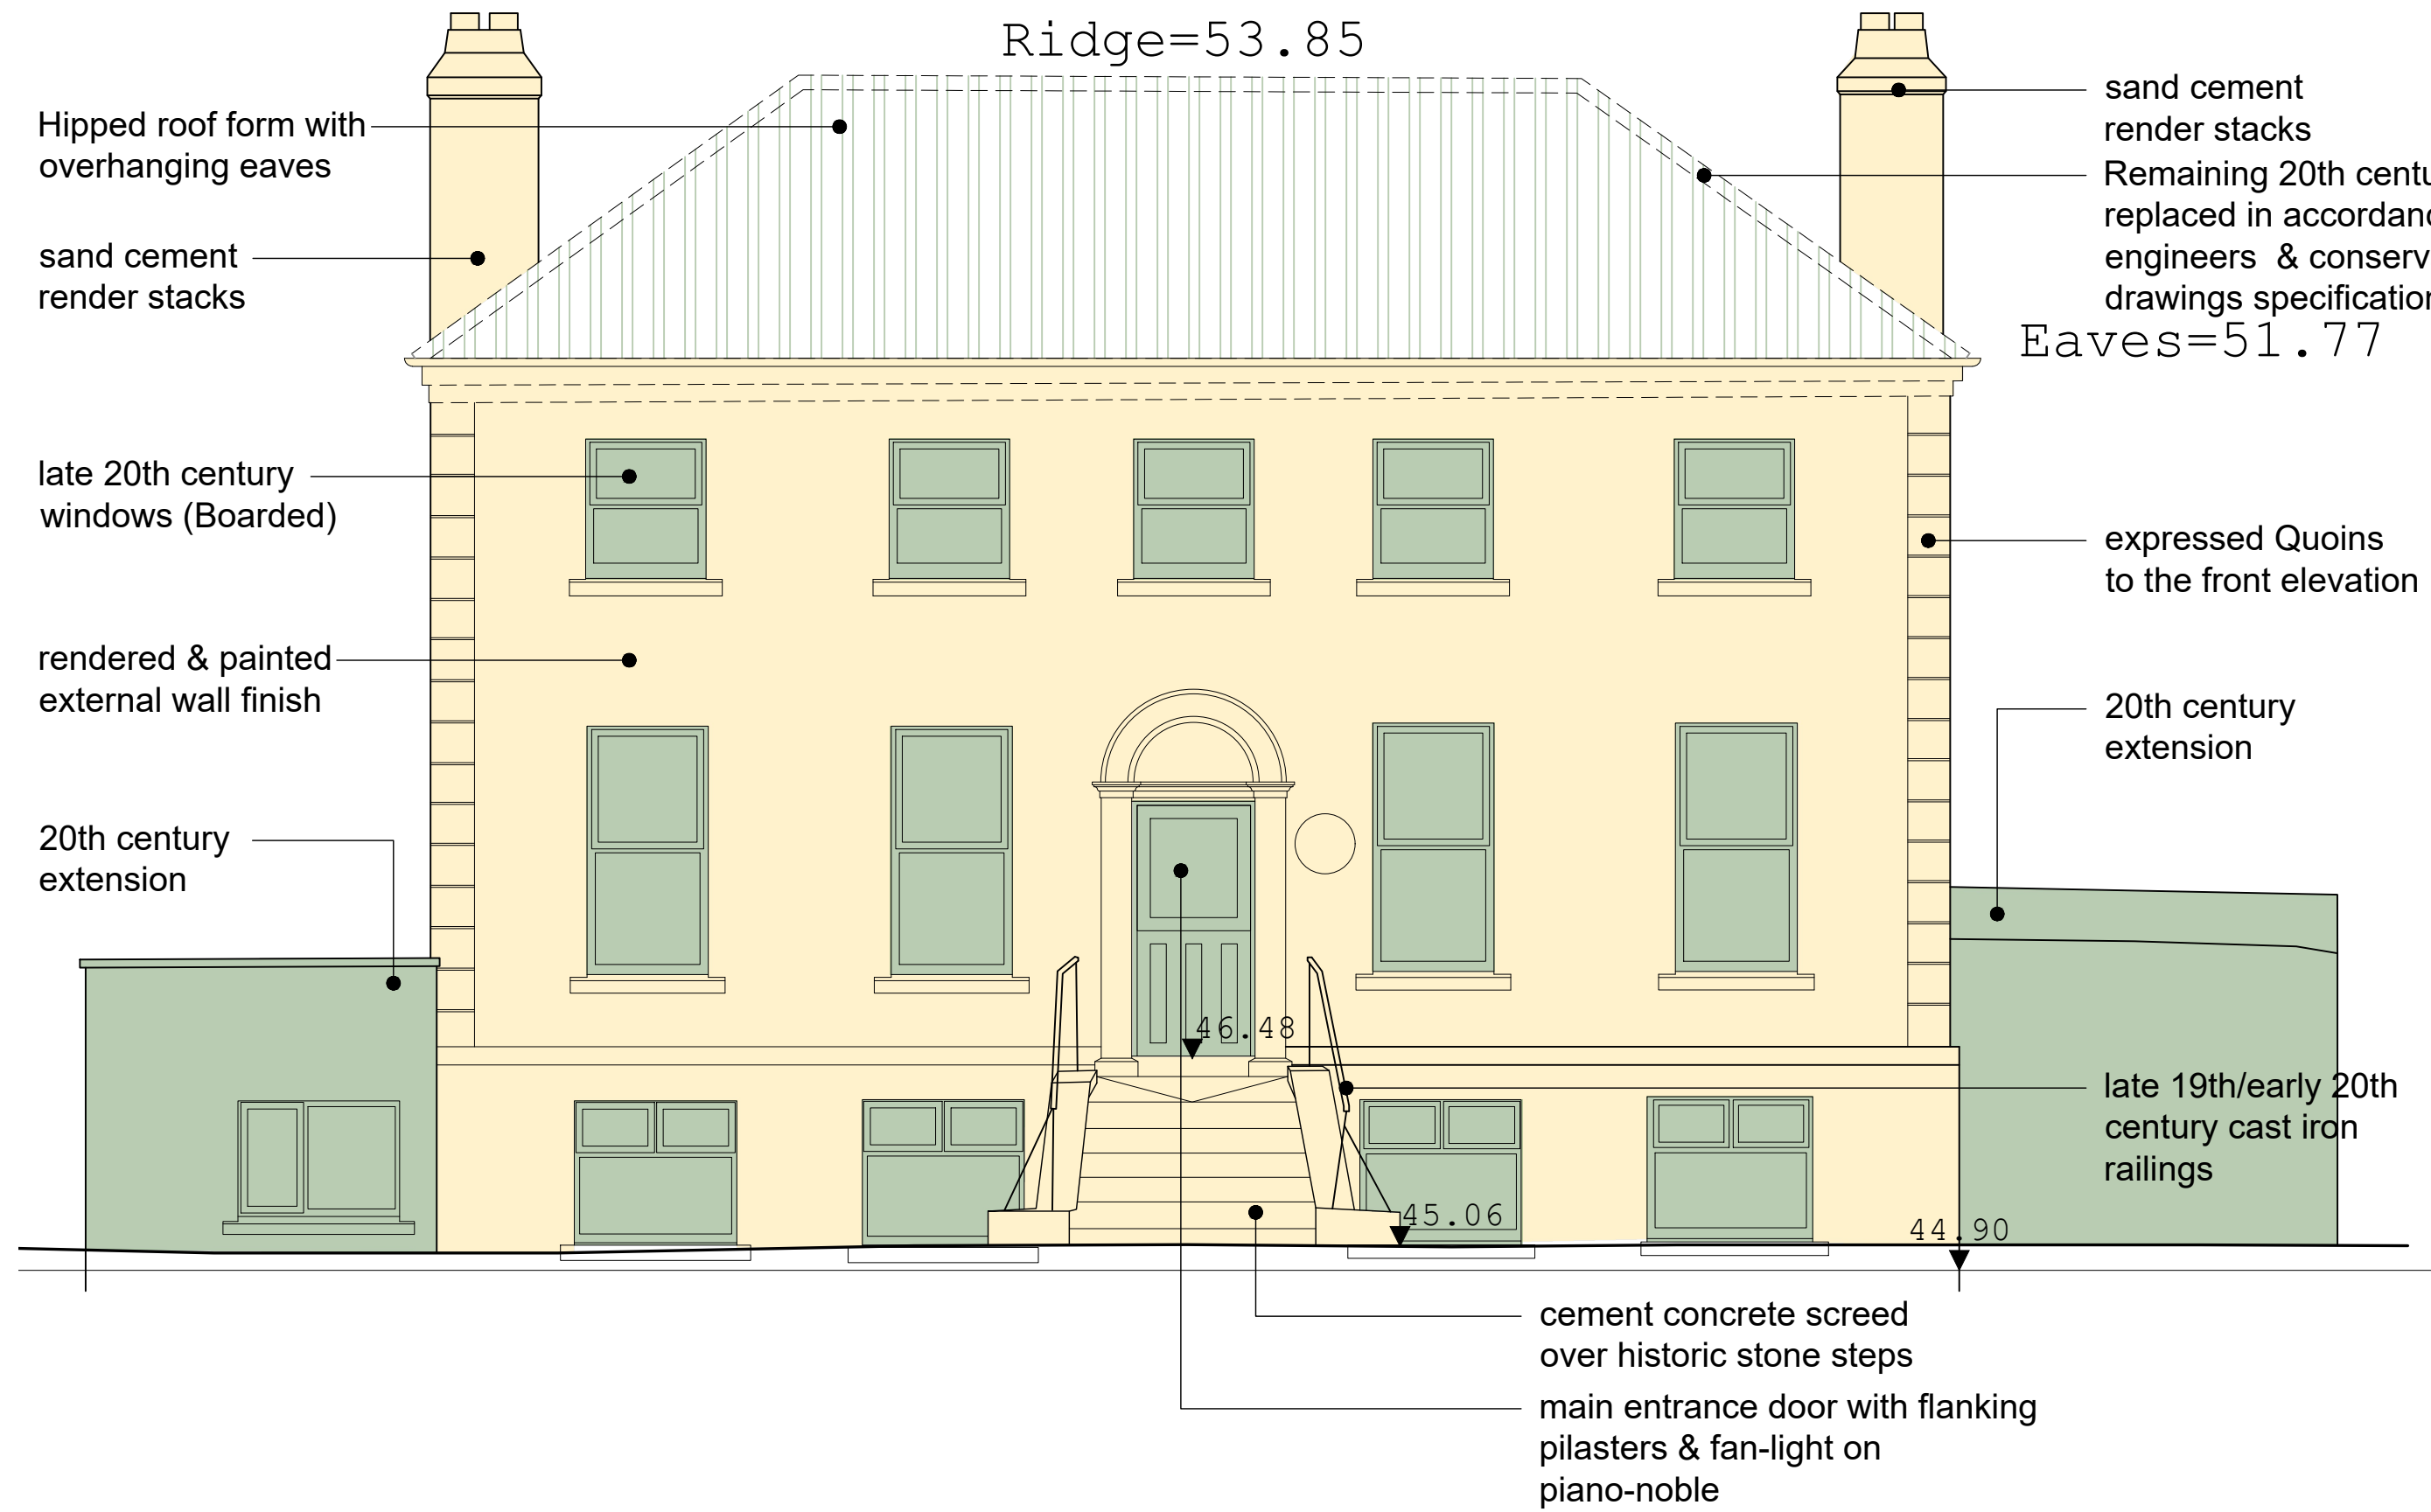 Ridge=53.85
Hipped roof form with
overhanging eaves
sand cement
render stacks
late 20th century
windows (Boarded)
rendered & painted
external wall finish
20th century
extension
sand cement
render stacks
Remaining 20th
replaced in
engineers & 
drawings
Eaves=51.77
expressed Quoins
to the front elevation
20th century
extension
late 19th/early 20th
century cast iron
railings
46.48
45.06
44.90
cement concrete screed
over historic stone steps
main entrance door with flanking
pilasters & fan-light on
piano-noble